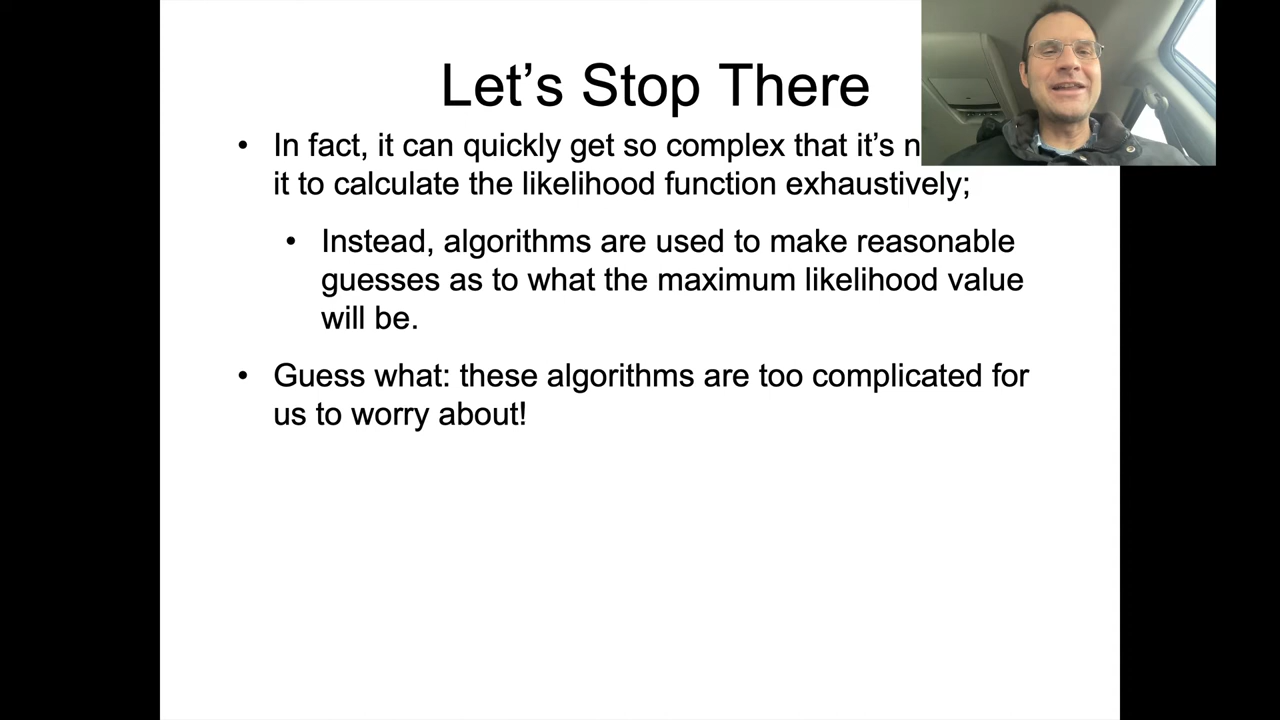 Let's Stop There
• In fact, it can quickly get so complex that it's
it to calculate the likelihood function exhaustively;
• Instead, algorithms are used to make reasonable
guesses as to what the maximum likelihood value
will be.
• Guess what: these algorithms are too complicated for
us to worry about!